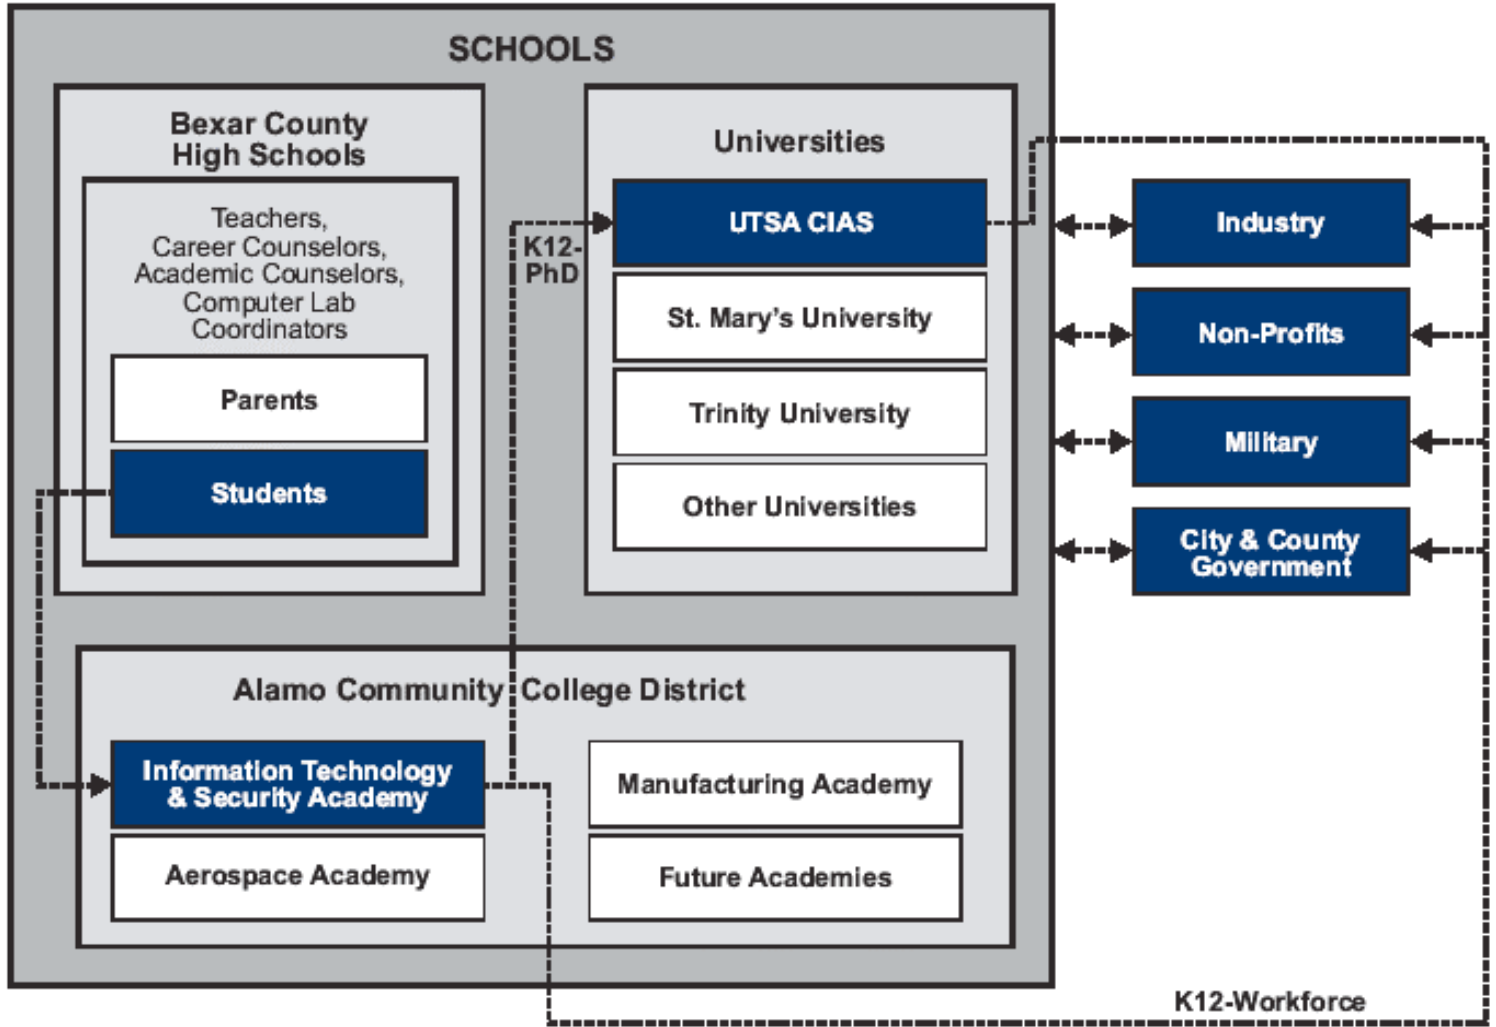 SCHOOLS
Bexar County
High Schools
Teachers,
Career Counselors,
Academic Counselors,
Computer Lab
Coordinators
Parents
Students
K12-
PhD
Universities
UTSA CIAS
St. Mary's University
Trinity University
Other Universities
Industry
Non-Profits
Military
City & County
Government
Alamo Community College District
Information Technology
& Security Academy
Aerospace Academy
Manufacturing Academy
Future Academies
K12-Workforce